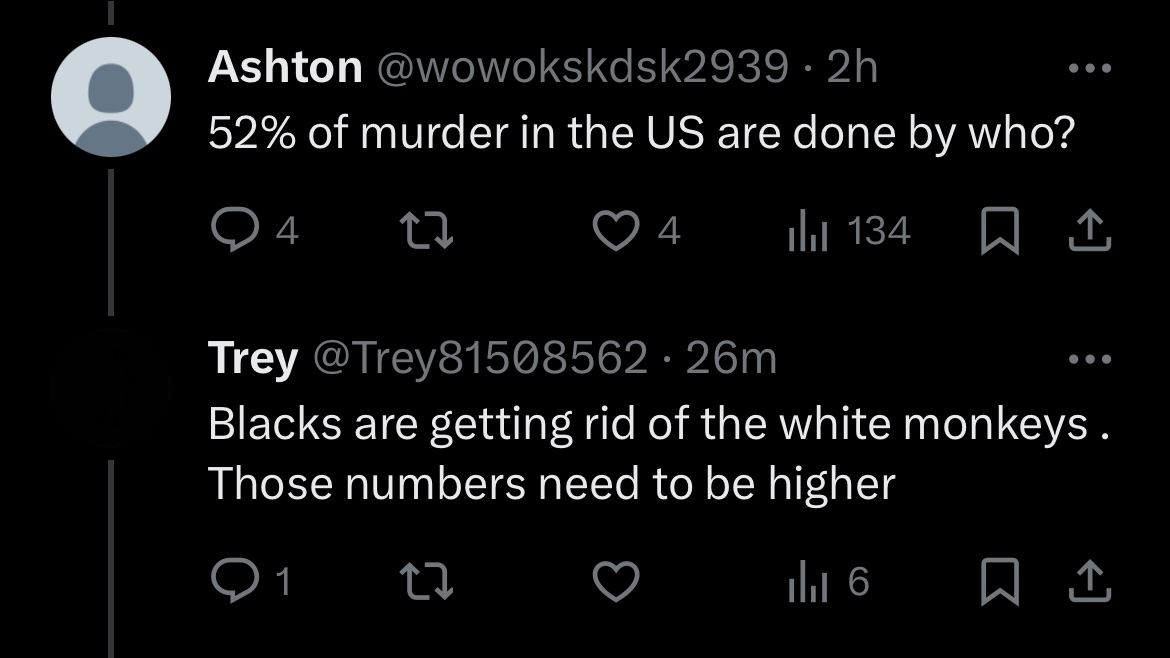 Ashton @wowokskdsk2939 · 2h
52% of murder in the US are done by who?
4 4 134
Trey @Trey81508562 · 26m
Blacks are getting rid of the white monkeys .
Those numbers need to be higher
1 6